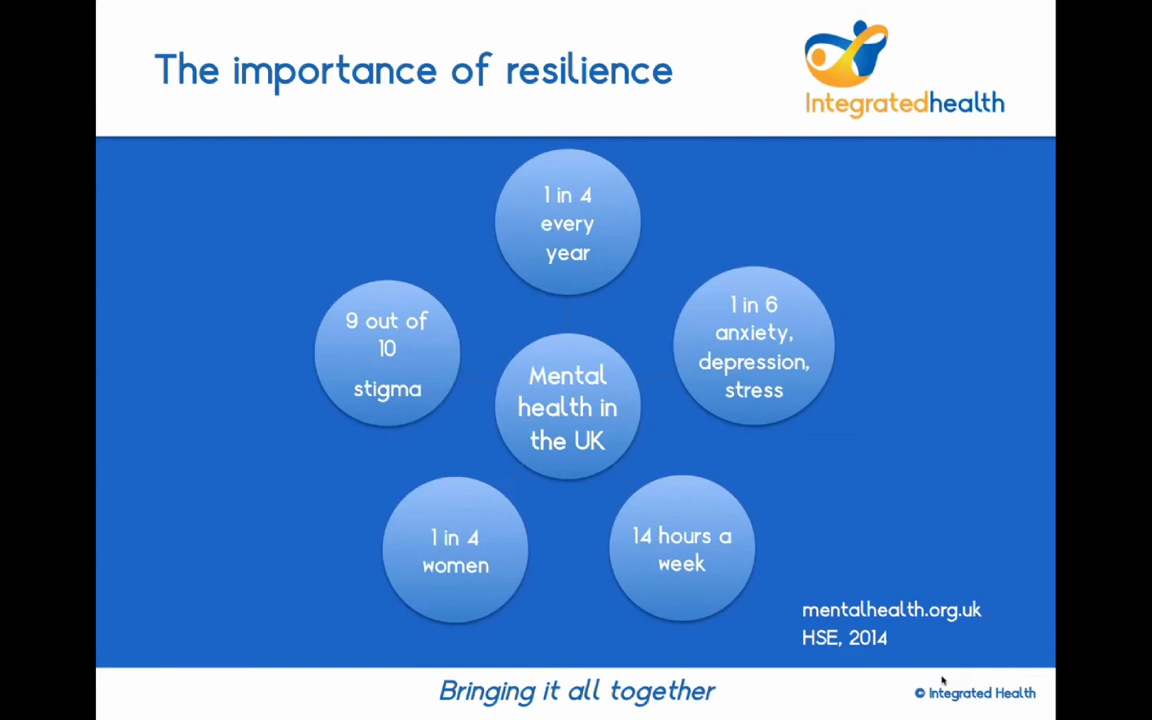 The importance of resilience
Integratedhealth
1 in 4
every
year
9 out of
10
stigma
1 in 6
anxiety,
depression,
stress
Mental
health in
the UK
1 in 4
women
14 hours a
week
mentalhealth.org.uk
HSE, 2014
Bringing it all together
© Integrated Health